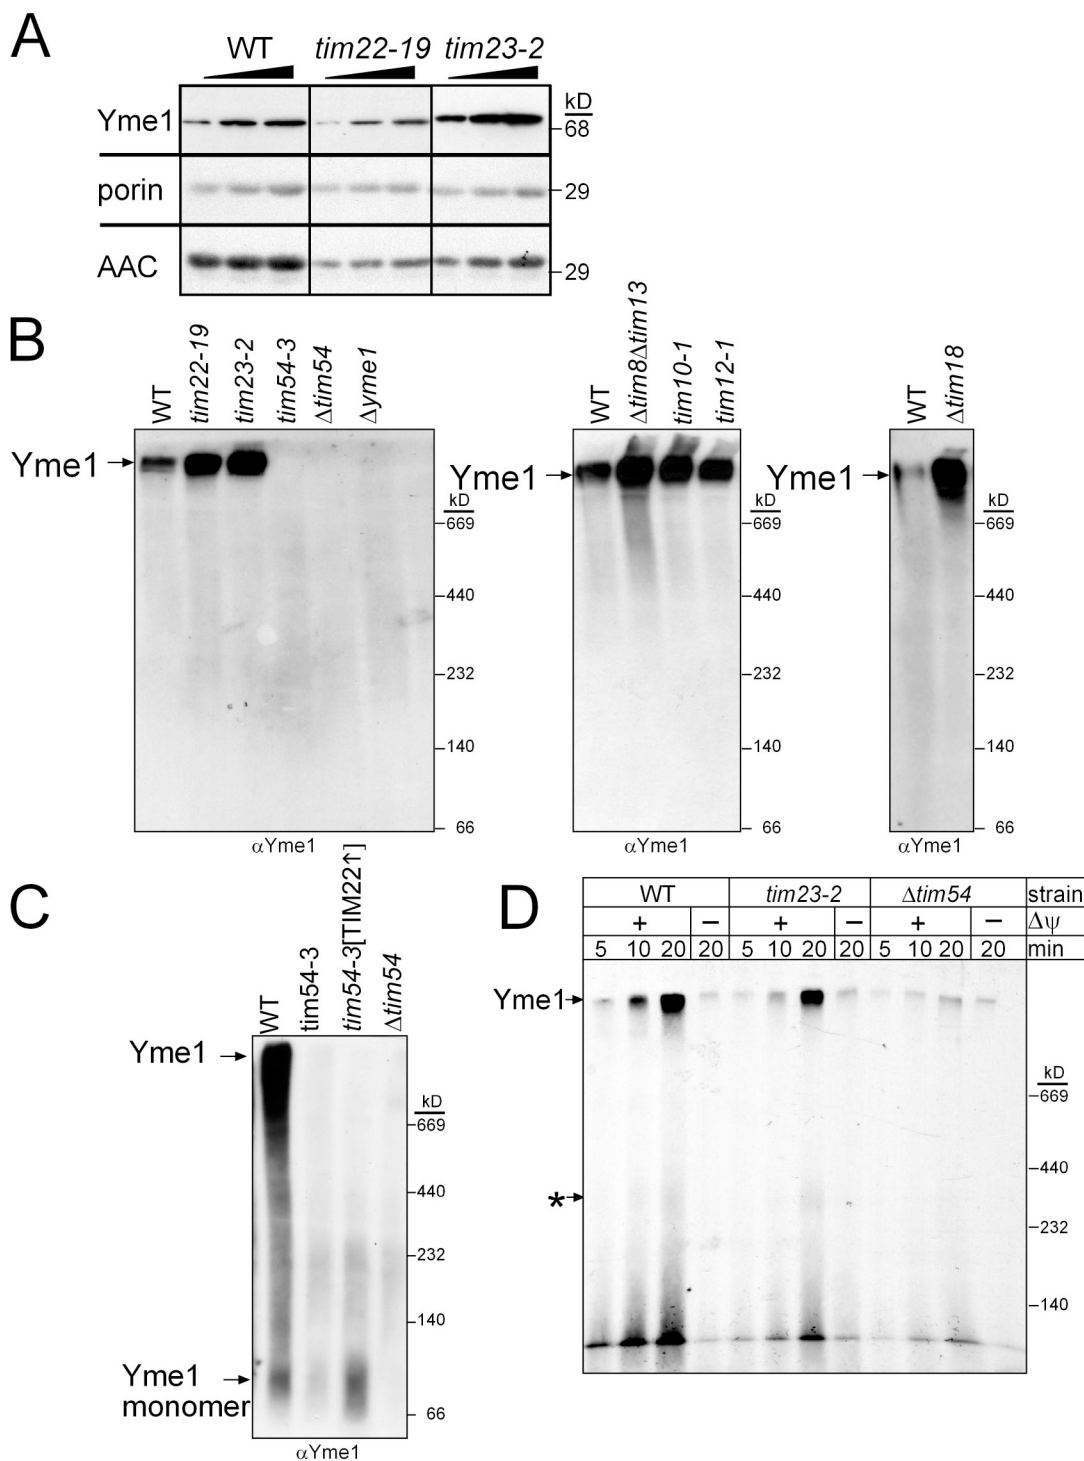 A
WT tim22-19 tim23-2
kD
Yme1
68
porin
29
AAC
29
B
WT
tim22-19
tim23-2
tim54-3
Δtim54
Δyme1
Yme1
kD
669
440
232
140
66
αYme1
WT
Δtim8Δtim13
tim10-1
tim12-1
Yme1
kD
669
440
232
140
66
αYme1
WT
Δtim18
Yme1
kD
669
440
232
140
66
αYme1
C
WT
tim54-3
tim54-3[TIM22↑]
Δtim54
Yme1
kD
669
440
232
140
Yme1
monomer
66
αYme1
D
WT tim23-2 Δtim54 strain
+ − + − + − Δψ
5 10 20 20 5 10 20 20 5 10 20 20 min
Yme1
kD
669
440
*
232
140